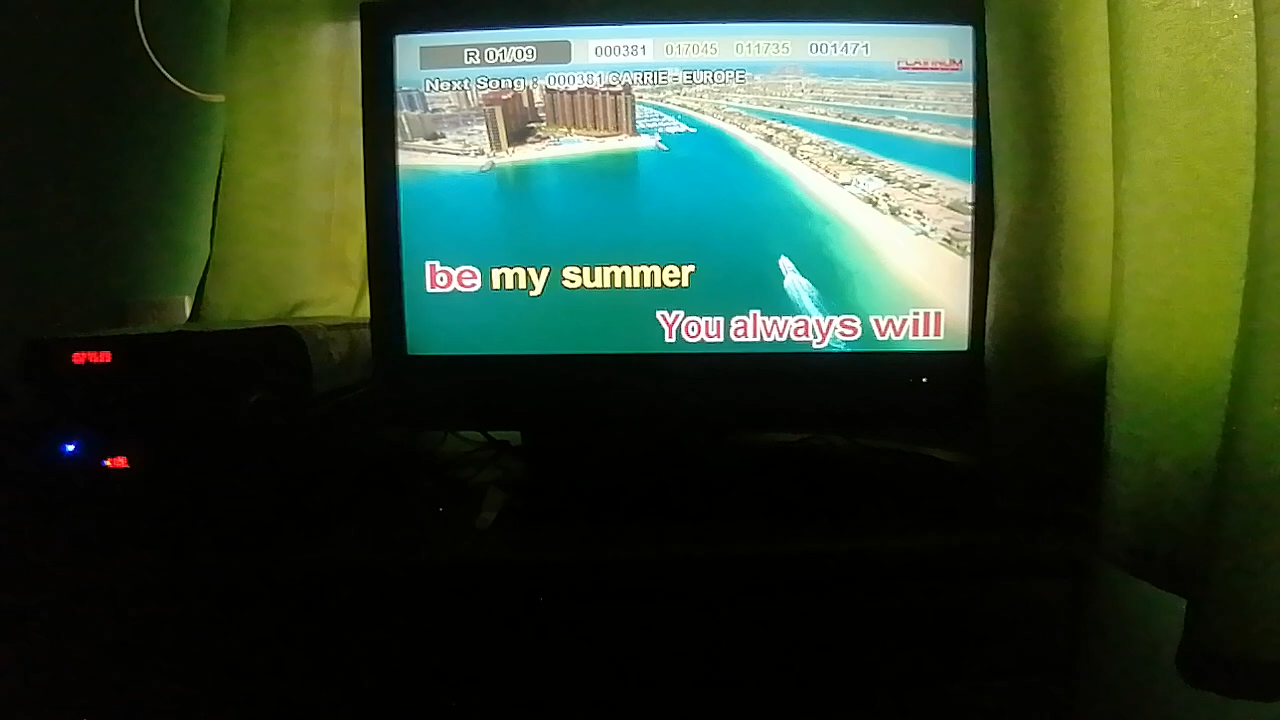 R 01/09 000381 017045 011735 001471
PLATINUM
Next Song : 000381 CARRIE - EUROPE
be my summer
You always will